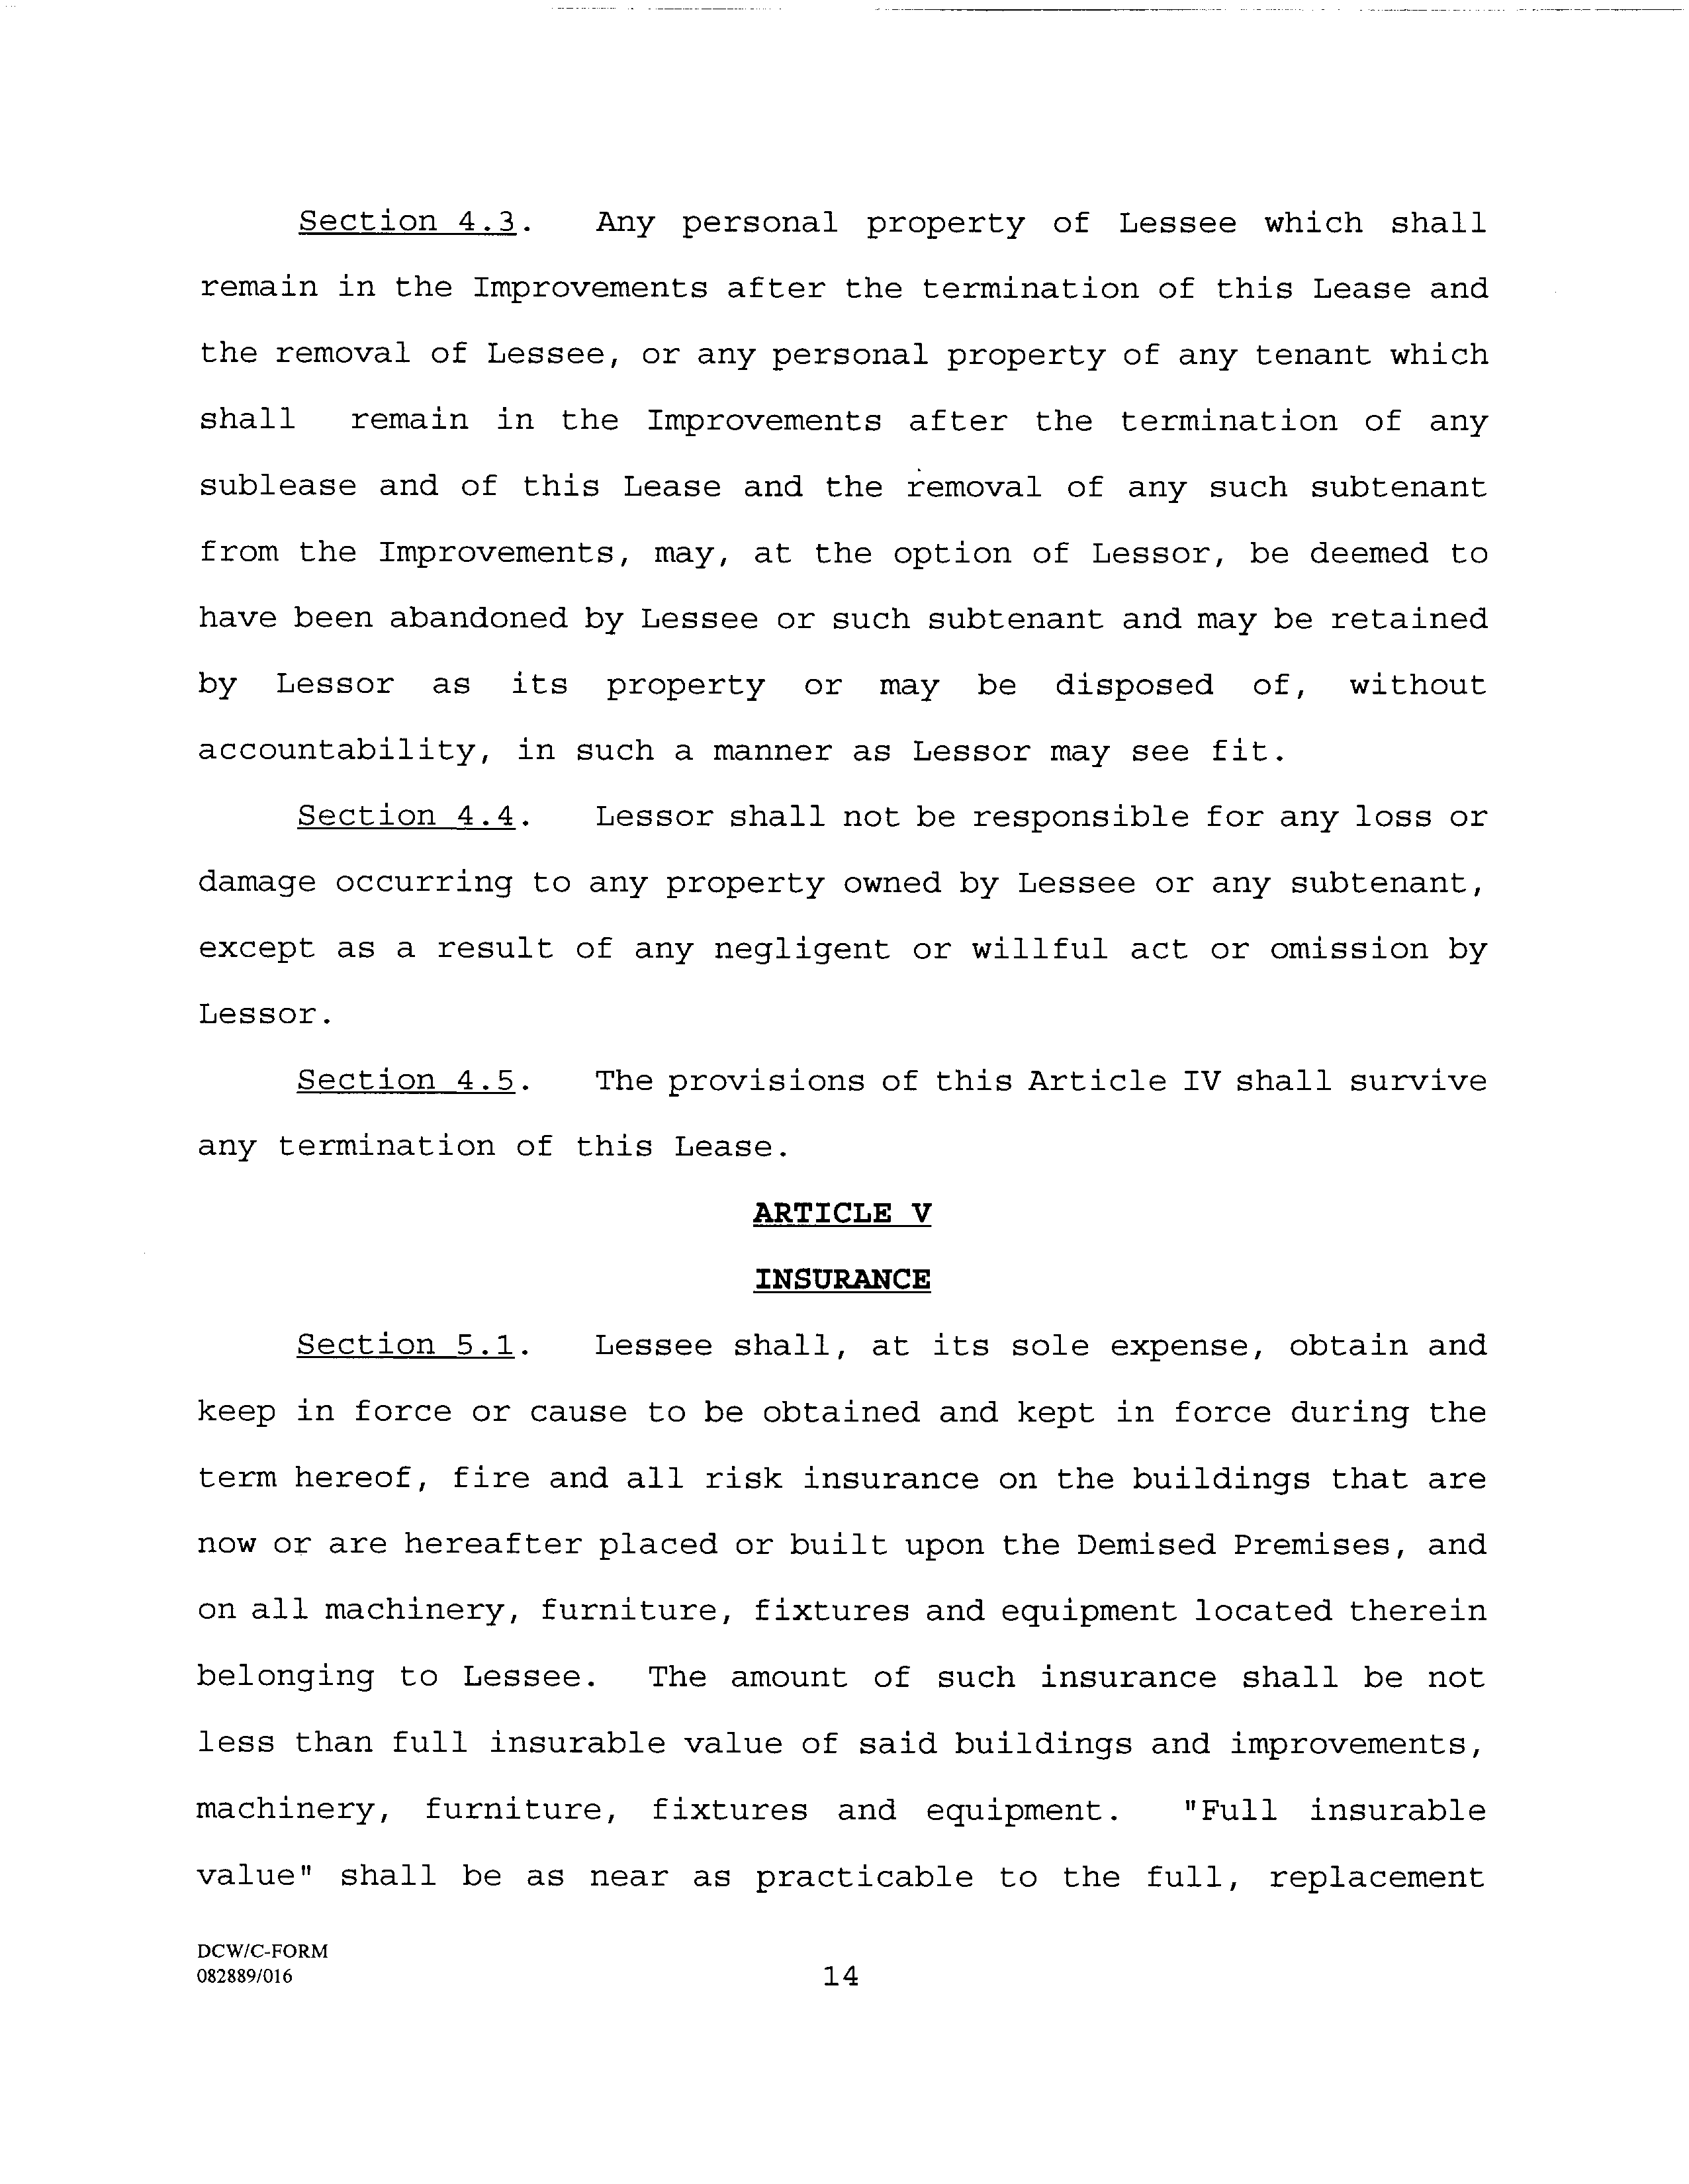 Section 4.3. Any personal property of Lessee which shall
remain in the Improvements after the termination of this Lease and
the removal of Lessee, or any personal property of any tenant which
shall remain in the Improvements after the termination of any
sublease and of this Lease and the removal of any such subtenant
from the Improvements, may, at the option of Lessor, be deemed to
have been abandoned by Lessee or such subtenant and may be retained
by Lessor as its property or may be disposed of, without
accountability, in such a manner as Lessor may see fit.
Section 4.4. Lessor shall not be responsible for any loss or
damage occurring to any property owned by Lessee or any subtenant,
except as a result of any negligent or willful act or omission by
Lessor.
Section 4.5. The provisions of this Article IV shall survive
any termination of this Lease.
ARTICLE V
INSURANCE
Section 5.1. Lessee shall, at its sole expense, obtain and
keep in force or cause to be obtained and kept in force during the
term hereof, fire and all risk insurance on the buildings that are
now or are hereafter placed or built upon the Demised Premises, and
on all machinery, furniture, fixtures and equipment located therein
belonging to Lessee. The amount of such insurance shall be not
less than full insurable value of said buildings and improvements,
machinery, furniture, fixtures and equipment. "Full insurable
value" shall be as near as practicable to the full, replacement
DCW/C-FORM
082889/016
14